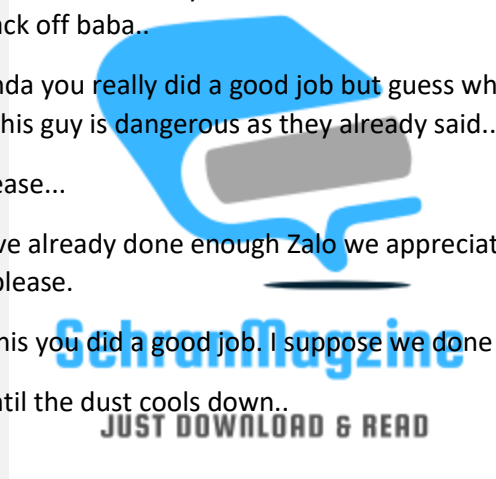 ck off baba..
nda you really did a good job but guess wh
his guy is dangerous as they already said..
ease...
ve already done enough Zalo we appreciat
please.
his you did a good job. I suppose we done
SehranMagzine
ntil the dust cools down..
JUST DOWNLOAD & READ